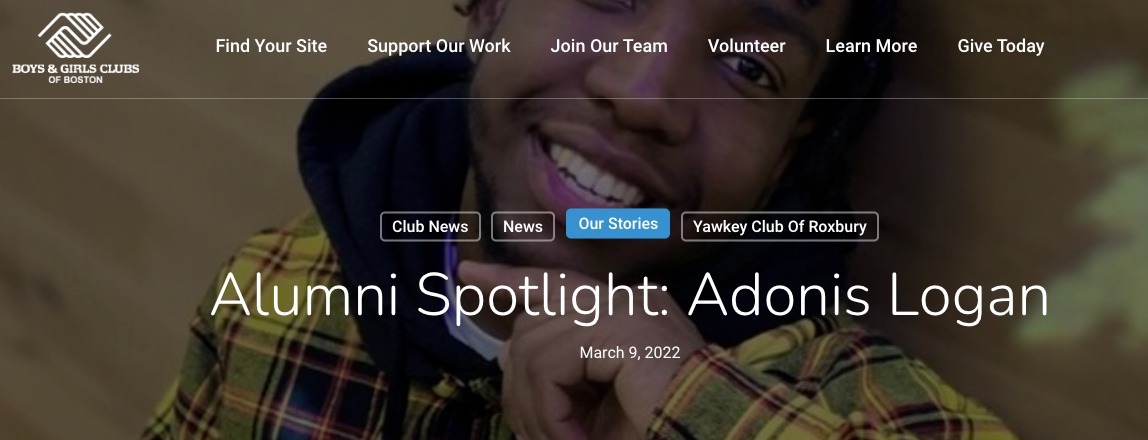 BOYS & GIRLS CLUBS
OF BOSTON
Find Your Site Support Our Work Join Our Team Volunteer Learn More Give Today
Club News News Our Stories Yawkey Club Of Roxbury
Alumni Spotlight: Adonis Logan
March 9, 2022